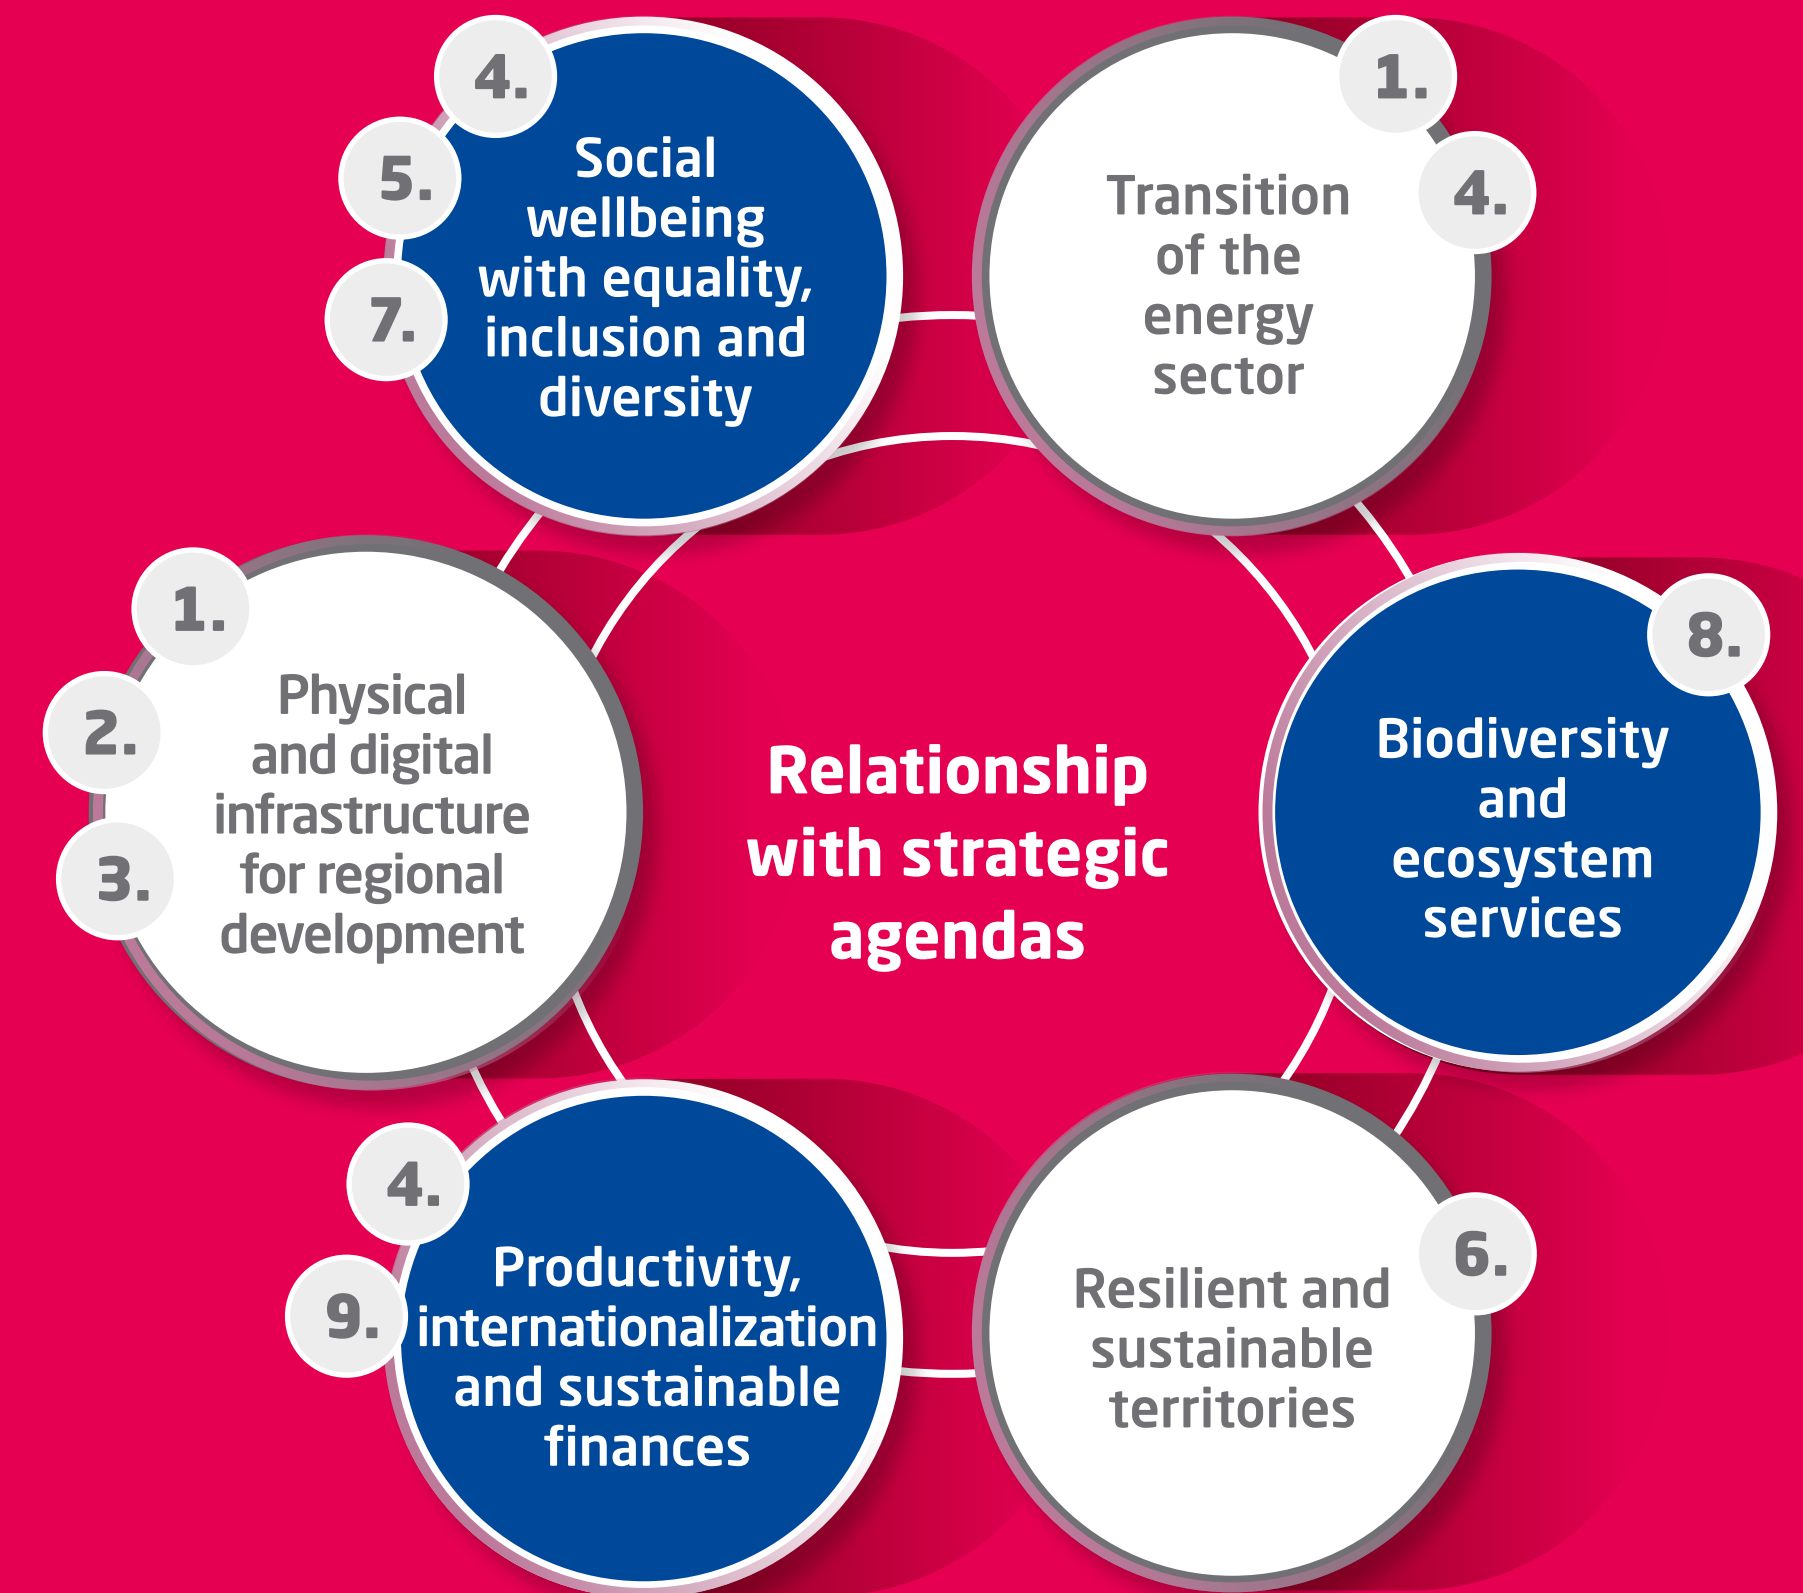 4.
5.
7.
Social
wellbeing
with equality,
inclusion and
diversity
1.
4.
Transition
of the
energy
sector
1.
2.
3.
Physical
and digital
infrastructure
for regional
development
Relationship
with strategic
agendas
8.
Biodiversity
and
ecosystem
services
4.
9.
Productivity,
internationalization
and sustainable
finances
6.
Resilient and
sustainable
territories